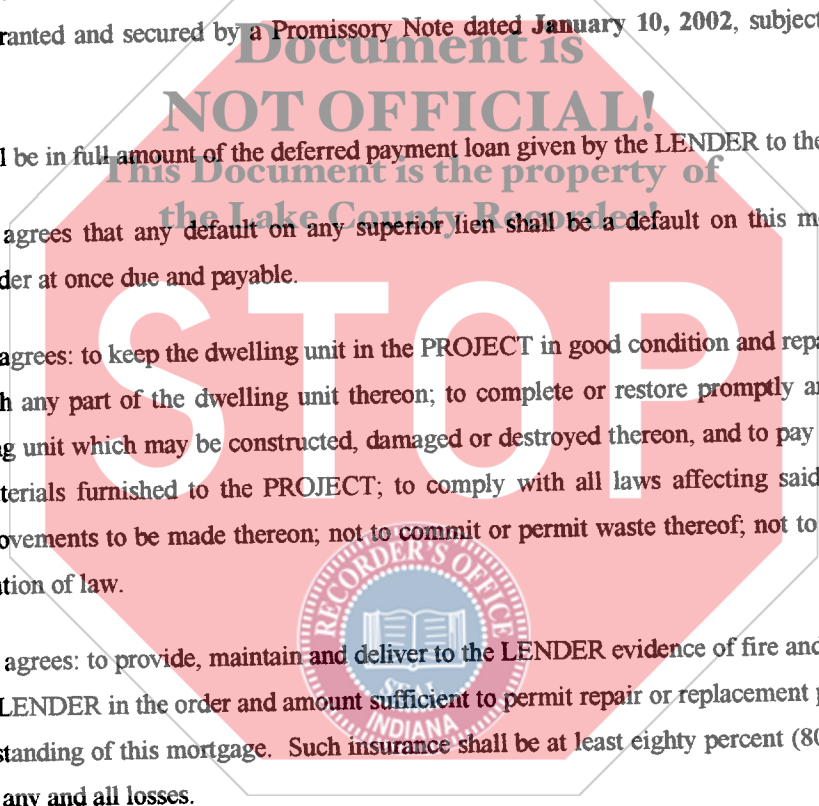 ranted and secured by a Promissory Note dated January 10, 2002, subject
Document is
NOT OFFICIAL!
l be in full amount of the deferred payment loan given by the LENDER to the
This Document is the property of
the Lake County Recorder!
agrees that any default on any superior lien shall be a default on this m
der at once due and payable.
STOP
agrees: to keep the dwelling unit in the PROJECT in good condition and repa
h any part of the dwelling unit thereon; to complete or restore promptly a
g unit which may be constructed, damaged or destroyed thereon, and to pay
terials furnished to the PROJECT; to comply with all laws affecting said
ovements to be made thereon; not to commit or permit waste thereof; not to
tion of law.
RECORDER'S OFFICE
SEAL
INDIANA
agrees: to provide, maintain and deliver to the LENDER evidence of fire and
LENDER in the order and amount sufficient to permit repair or replacement p
standing of this mortgage. Such insurance shall be at least eighty percent (80
any and all losses.